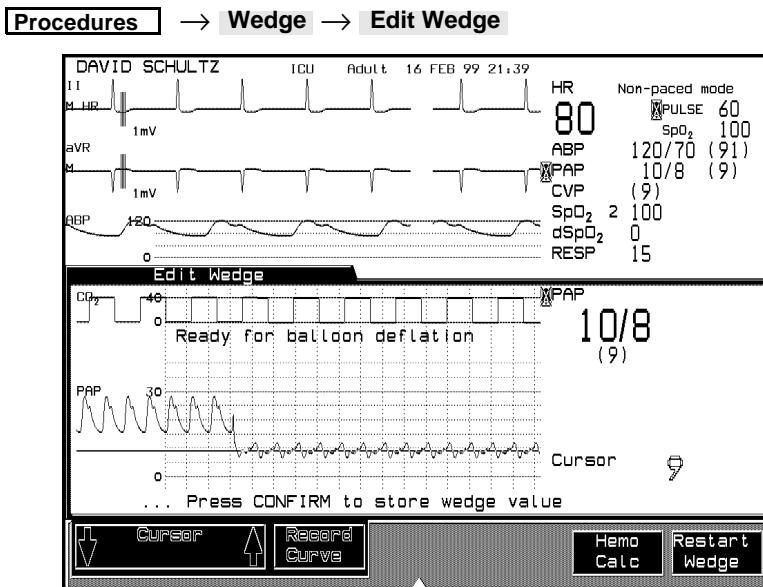 Procedures → Wedge → Edit Wedge
DAVID SCHULTZ ICU Adult 16 FEB 99 21:39
II
M HR
1mV
aVR
M
1mV
ABP 120
0
HR Non-paced mode
80
PULSE 60
SpO₂ 100
ABP 120/70 (91)
PAP 10/8 (9)
CVP (9)
SpO₂ 2 100
dSpO₂ 0
RESP 15
Edit Wedge
CO₂ 40
0
Ready for balloon deflation
PAP 30
0
PAP
10/8
(9)
Cursor 9
... Press CONFIRM to store wedge value
Cursor
Record
Curve
Hemo
Calc
Restart
Wedge